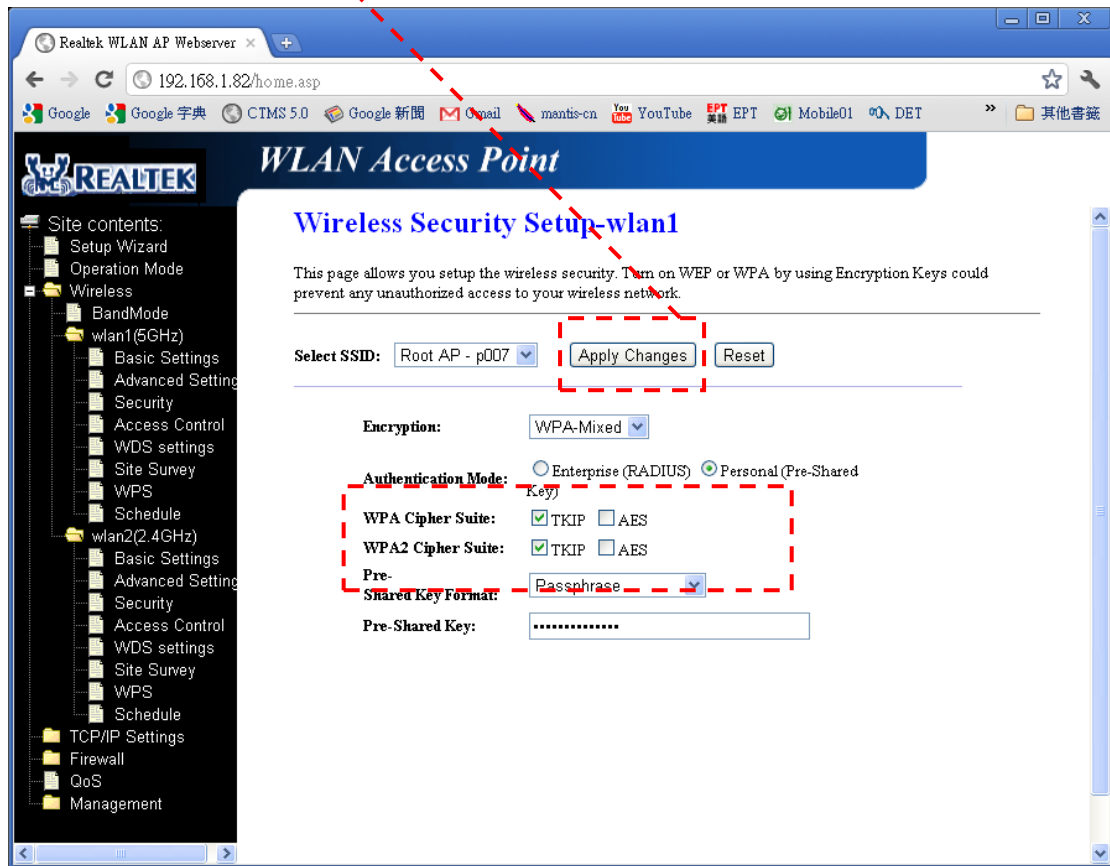 Realtek WLAN AP Webserver
192.168.1.82/home.asp
Google Google 字典 CTMS 5.0 Google 新聞 Gmail mantis-cn You Tube YouTube EPT 美語 EPT Mobile01 DET » 其他書籤
REALTEK
WLAN Access Point
Site contents:
Setup Wizard
Operation Mode
Wireless
BandMode
wlan1(5GHz)
Basic Settings
Advanced Setting
Security
Access Control
WDS settings
Site Survey
WPS
Schedule
wlan2(2.4GHz)
Basic Settings
Advanced Setting
Security
Access Control
WDS settings
Site Survey
WPS
Schedule
TCP/IP Settings
Firewall
QoS
Management
Wireless Security Setup-wlan1
This page allows you setup the wireless security. Turn on WEP or WPA by using Encryption Keys could
prevent any unauthorized access to your wireless network.
Select SSID: Root AP - p007 Apply Changes Reset
Encryption: WPA-Mixed
Authentication Mode: Enterprise (RADIUS) Personal (Pre-Shared
Key)
WPA Cipher Suite: TKIP AES
WPA2 Cipher Suite: TKIP AES
Pre-
Shared Key Format: Passphrase
Pre-Shared Key: ••••••••••••••